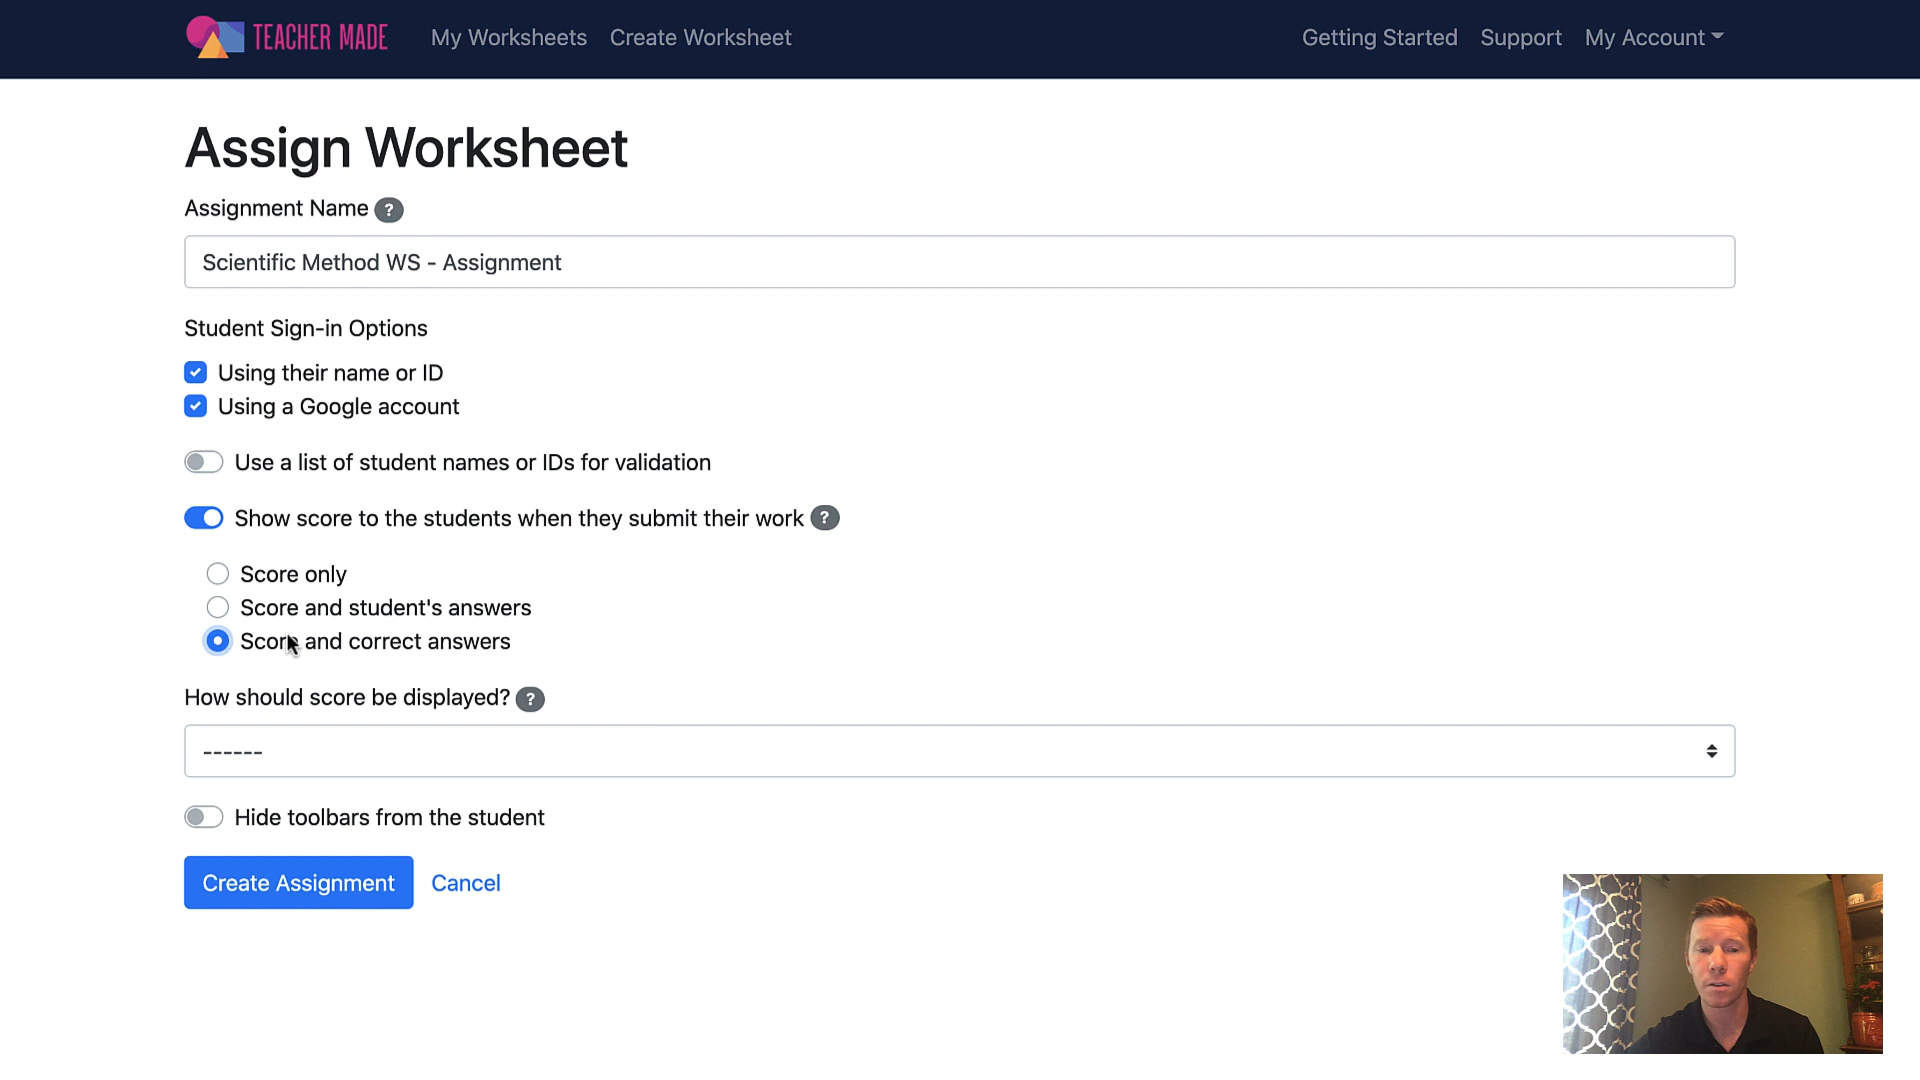 TEACHER MADE My Worksheets Create Worksheet Getting Started Support My Account
Assign Worksheet
Assignment Name ?
Scientific Method WS - Assignment
Student Sign-in Options
Using their name or ID
Using a Google account
Use a list of student names or IDs for validation
Show score to the students when they submit their work ?
Score only
Score and student's answers
Score and correct answers
How should score be displayed? ?
------
Hide toolbars from the student
Create Assignment Cancel